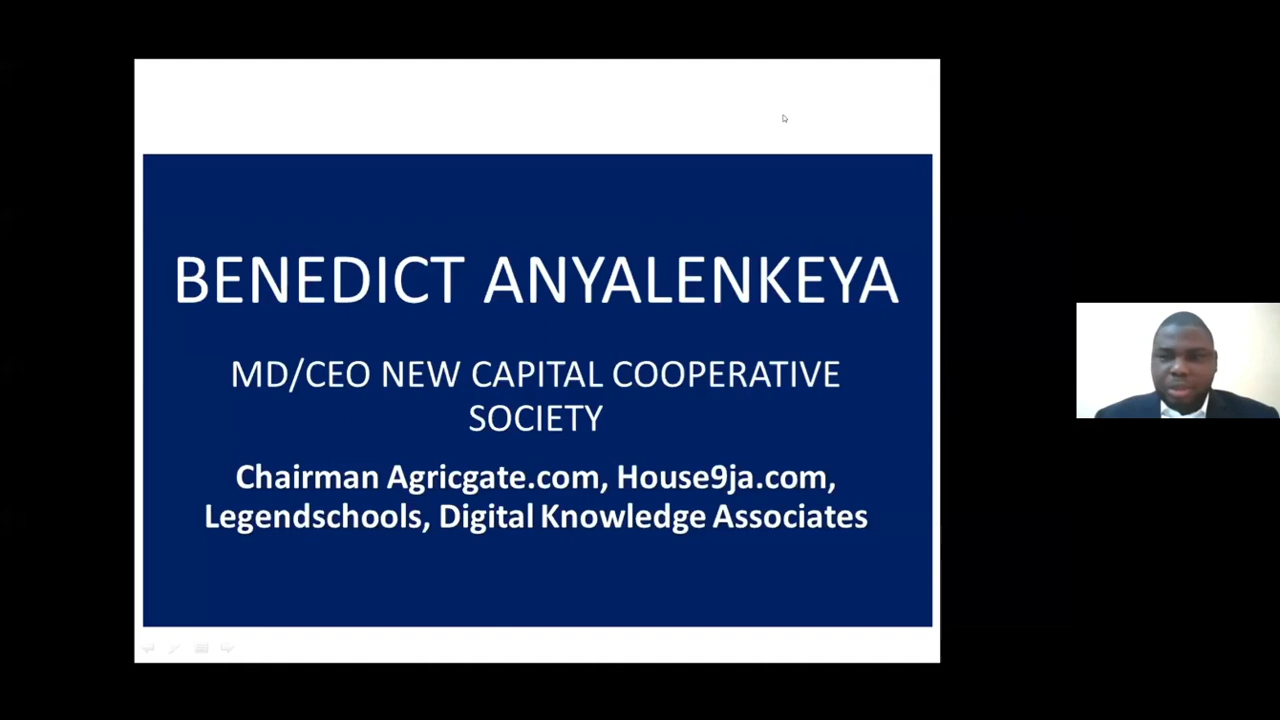 BENEDICT ANYALENKEYA
MD/CEO NEW CAPITAL COOPERATIVE
SOCIETY
Chairman Agricgate.com, House9ja.com,
Legendschools, Digital Knowledge Associates